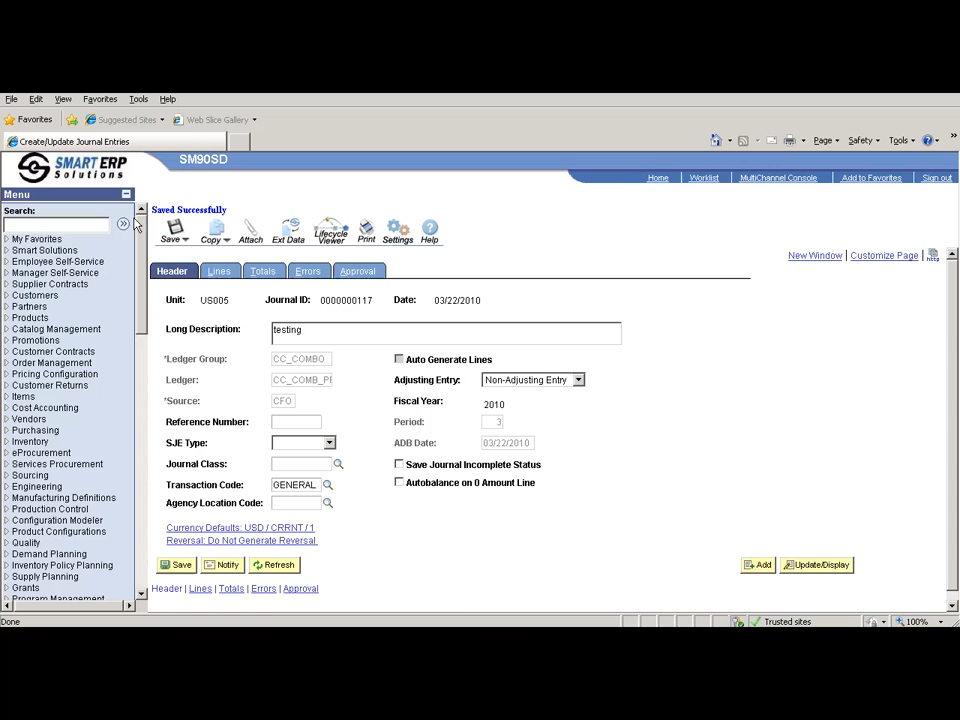 File Edit View Favorites Tools Help
Favorites Suggested Sites Web Slice Gallery
Create/Update Journal Entries
Page Safety Tools
SMART ERP Solutions
SM90SD
Home Worklist MultiChannel Console Add to Favorites Sign out
Menu
Search:
My Favorites
Smart Solutions
Employee Self-Service
Manager Self-Service
Supplier Contracts
Customers
Partners
Products
Catalog Management
Promotions
Customer Contracts
Order Management
Pricing Configuration
Customer Returns
Items
Cost Accounting
Vendors
Purchasing
Inventory
eProcurement
Services Procurement
Sourcing
Engineering
Manufacturing Definitions
Production Control
Configuration Modeler
Product Configurations
Quality
Demand Planning
Inventory Policy Planning
Supply Planning
Grants
Program Management
Saved Successfully
Save Copy Attach Ext Data Lifecycle Viewer Print Settings Help
New Window | Customize Page http
Header Lines Totals Errors Approval
Unit: US005 Journal ID: 0000000117 Date: 03/22/2010
Long Description: testing
*Ledger Group: CC_COMBO Auto Generate Lines
Ledger: CC_COMB_PI Adjusting Entry: Non-Adjusting Entry
*Source: CFO Fiscal Year: 2010
Reference Number: Period: 3
SJE Type: ADB Date: 03/22/2010
Journal Class: Save Journal Incomplete Status
Transaction Code: GENERAL Autobalance on 0 Amount Line
Agency Location Code:
Currency Defaults: USD / CRRNT / 1
Reversal: Do Not Generate Reversal
Save Notify Refresh Add Update/Display
Header | Lines | Totals | Errors | Approval
Done Trusted sites 100%